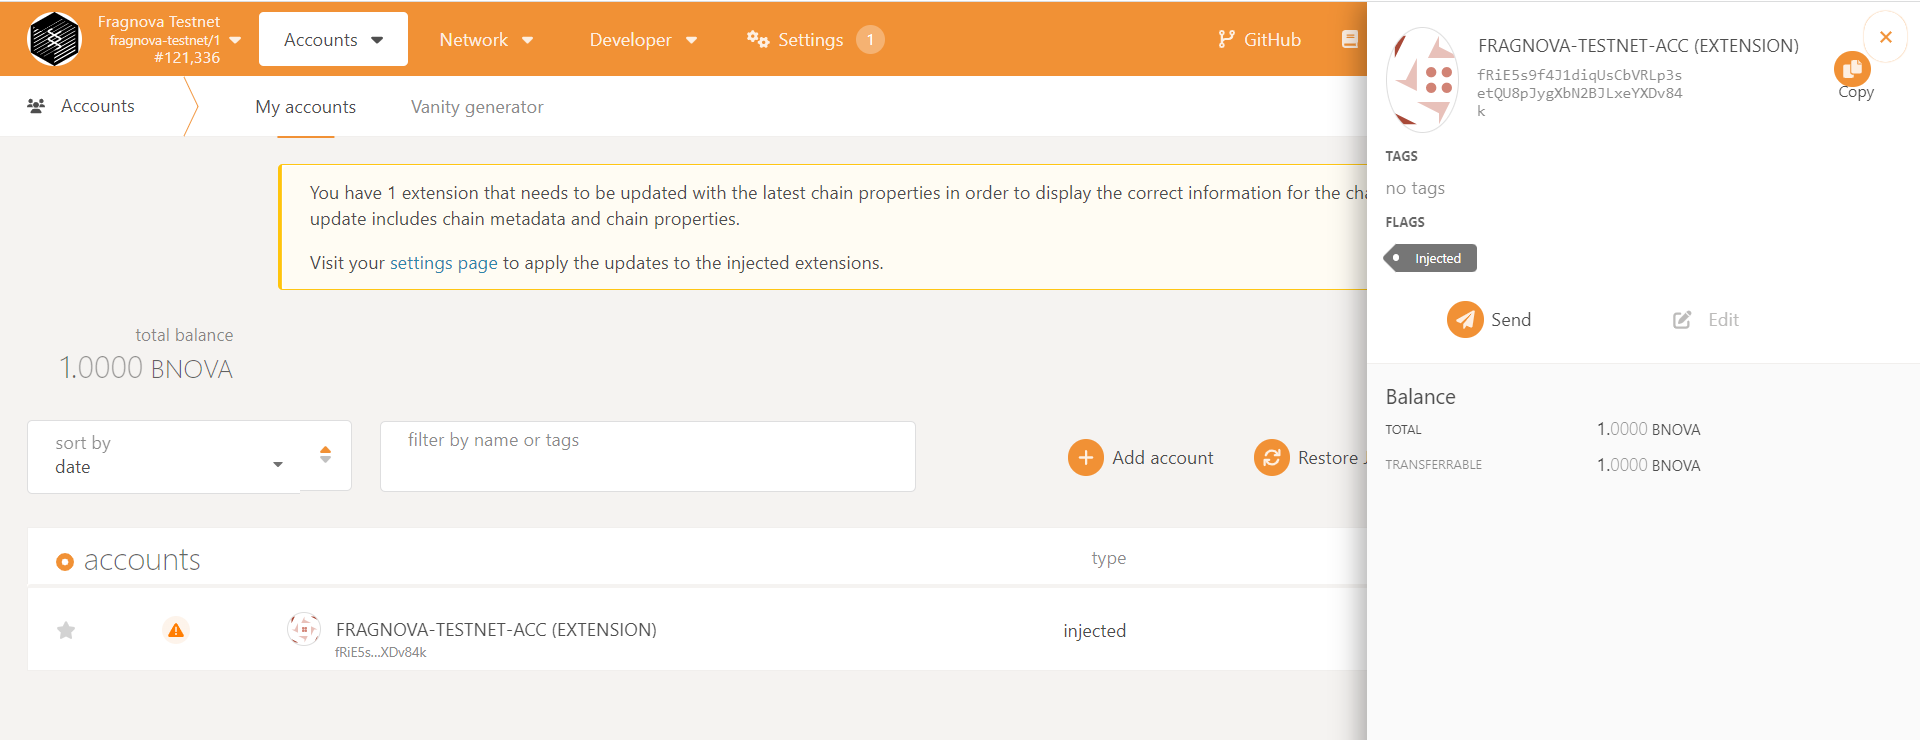 Fragnova Testnet
fragnova-testnet/1
#121,336
Accounts
Network
Developer
Settings
1
GitHub
Accounts
My accounts
Vanity generator
You have 1 extension that needs to be updated with the latest chain properties in order to display the correct information for the
update includes chain metadata and chain properties.
Visit your settings page to apply the updates to the injected extensions.
total balance
1.0000 BNOVA
sort by
date
filter by name or tags
Add account
Restore
accounts
type
FRAGNOVA-TESTNET-ACC (EXTENSION)
fRiE5s...XDv84k
injected
FRAGNOVA-TESTNET-ACC (EXTENSION)
fRiE5s9f4J1diqUsCbVRLp3s
etQU8pJygXbN2BJLxeYXDv84
k
Copy
TAGS
no tags
FLAGS
Injected
Send
Edit
Balance
TOTAL
1.0000 BNOVA
TRANSFERRABLE
1.0000 BNOVA